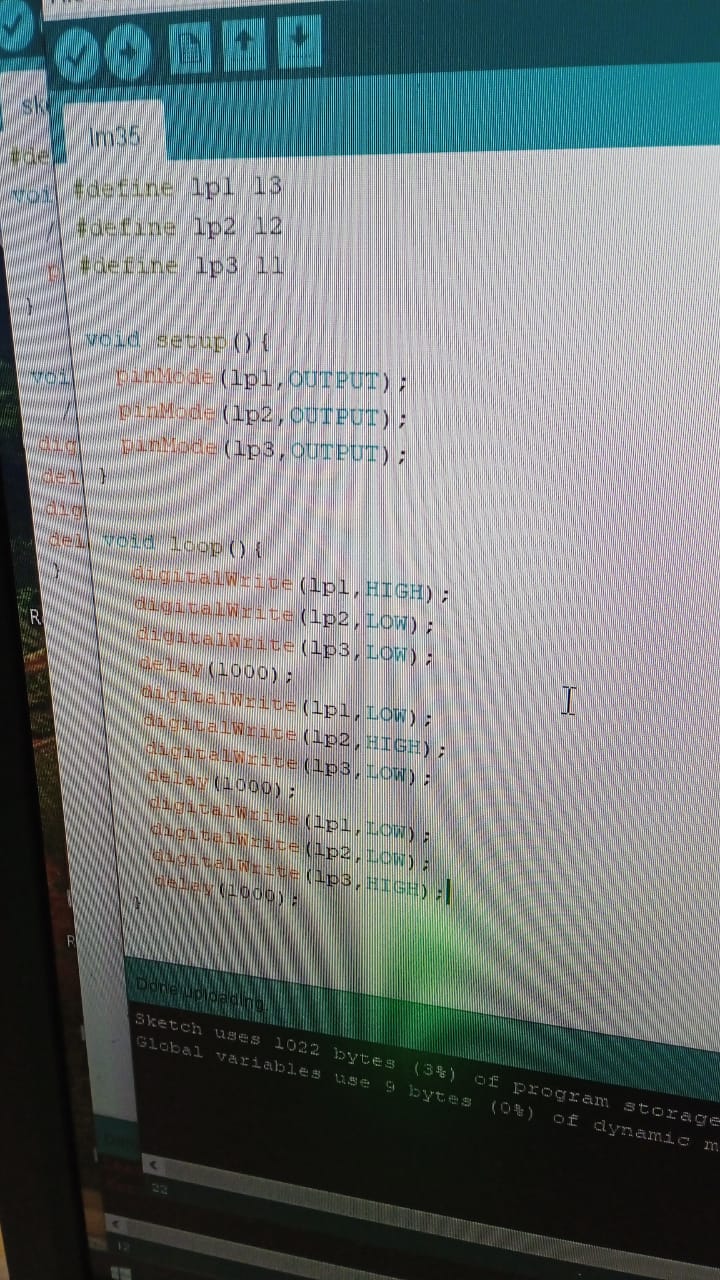 lm35
#define lp1 13
#define lp2 12
#define lp3 11
void setup(){
pinMode(lp1,OUTPUT);
pinMode(lp2,OUTPUT);
pinMode(lp3,OUTPUT);
}
void loop(){
digitalWrite(lp1,HIGH);
digitalWrite(lp2,LOW);
digitalWrite(lp3,LOW);
delay(1000);
digitalWrite(lp1,LOW);
digitalWrite(lp2,HIGH);
digitalWrite(lp3,LOW);
delay(1000);
digitalWrite(lp1,LOW);
digitalWrite(lp2,LOW);
digitalWrite(lp3,HIGH);
delay(1000);
}
Done uploading.
Sketch uses 1022 bytes (3%) of program storage
Global variables use 9 bytes (0%) of dynamic m
22
sk
#de
voi
/
p
}
voi
/
dig
del
dig
del
}
R
R
12